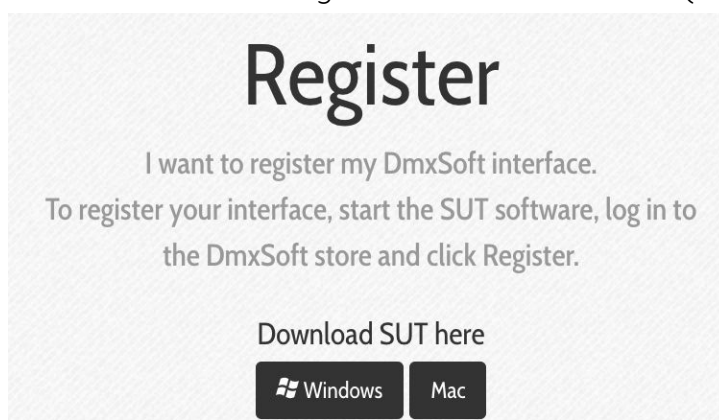 Register
I want to register my DmxSoft interface.
To register your interface, start the SUT software, log in to
the DmxSoft store and click Register.
Download SUT here
Windows
Mac